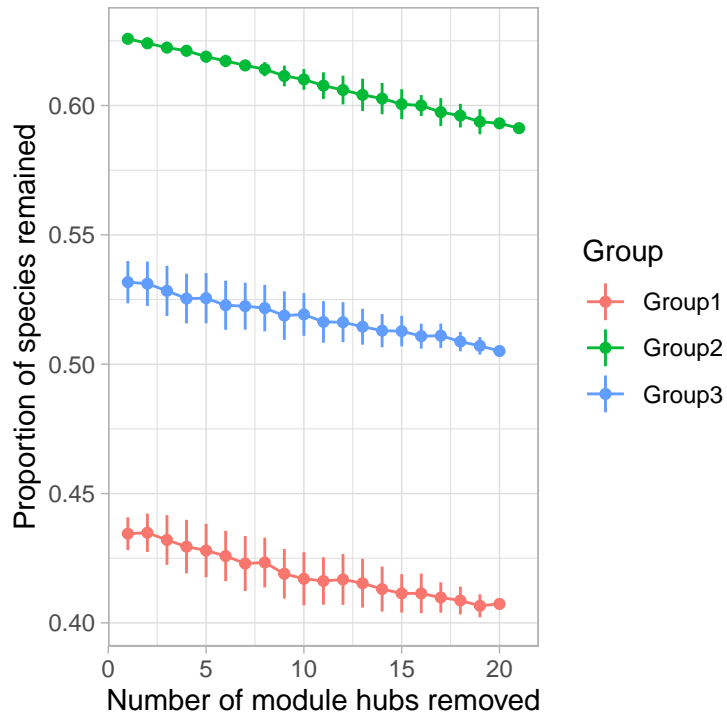 Proportion of species remained
0.60
0.55
0.50
0.45
0.40
0
5
10
15
20
Number of module hubs removed
Group
Group1
Group2
Group3